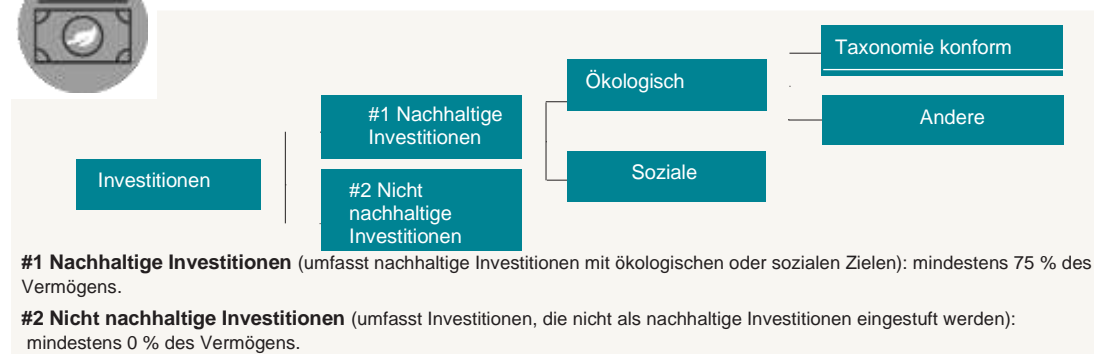 Taxonomie konform
Ökologisch
#1 Nachhaltige
Investitionen
Andere
Investitionen
Soziale
#2 Nicht
nachhaltige
Investitionen
#1 Nachhaltige Investitionen (umfasst nachhaltige Investitionen mit ökologischen oder sozialen Zielen): mindestens 75 % des
Vermögens.
#2 Nicht nachhaltige Investitionen (umfasst Investitionen, die nicht als nachhaltige Investitionen eingestuft werden):
mindestens 0 % des Vermögens.